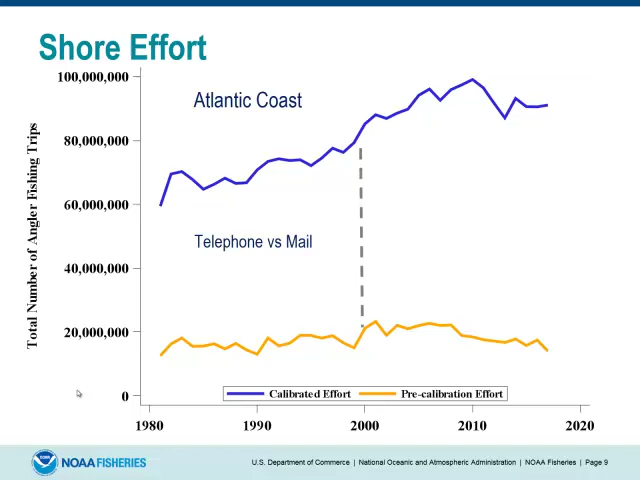 Shore Effort
100,000,000
Atlantic Coast
80,000,000
60,000,000
Telephone vs Mail
40,000,000
20,000,000
0
Total Number of Angler Fishing Trips
Calibrated Effort
Pre-calibration Effort
1980
1990
2000
2010
2020
NOAA
NOAA FISHERIES
U.S. Department of Commerce | National Oceanic and Atmospheric Administration | NOAA Fisheries | Page 9